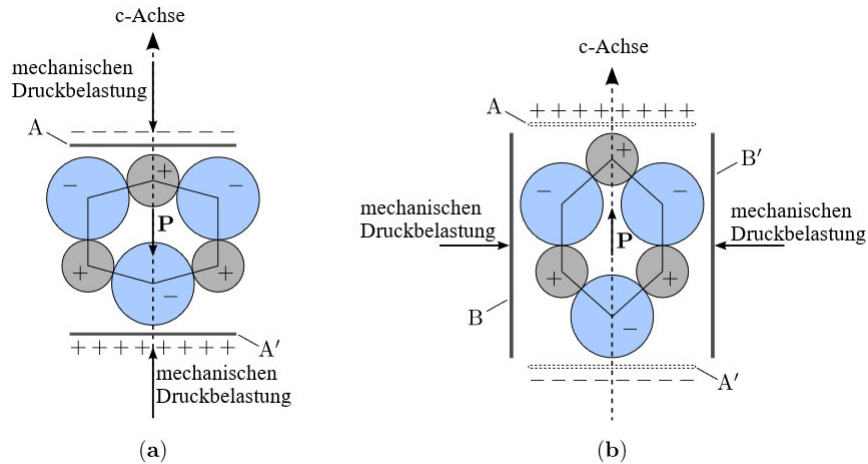 c-Achse
mechanischen
Druckbelastung
A
− − − − − − − −
+
−
−
P
+
+
−
A′
+ + + + + + + +
mechanischen
Druckbelastung
(a)
c-Achse
A
+ + + + + + + +
+
B′
−
−
mechanischen
Druckbelastung
P
mechanischen
Druckbelastung
+
+
B
−
A′
− − − − − − − −
(b)